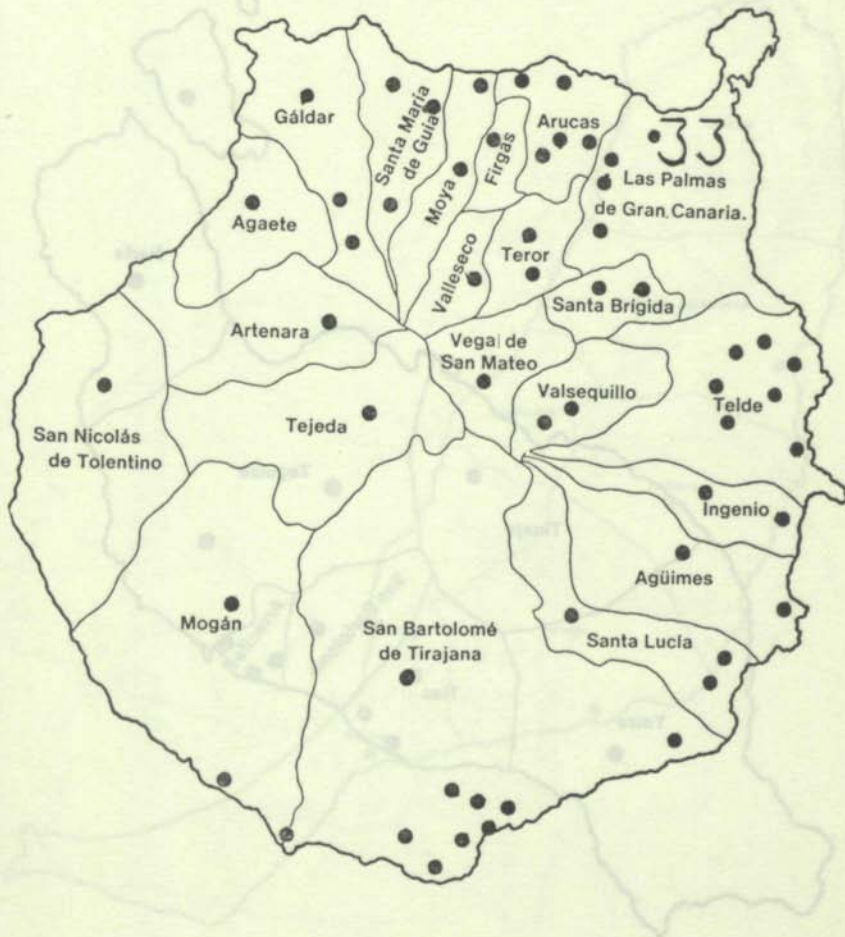 Gáldar
Santa María
de Guia
Moya
Firgas
Arucas
33
Las Palmas
de Gran Canaria.
Agaete
Valleseco
Teror
Santa Brígida
Artenara
Vega de
San Mateo
Valsequillo
Telde
San Nicolás
de Tolentino
Tejeda
Ingenio
Agüimes
Mogán
San Bartolomé
de Tirajana
Santa Lucía